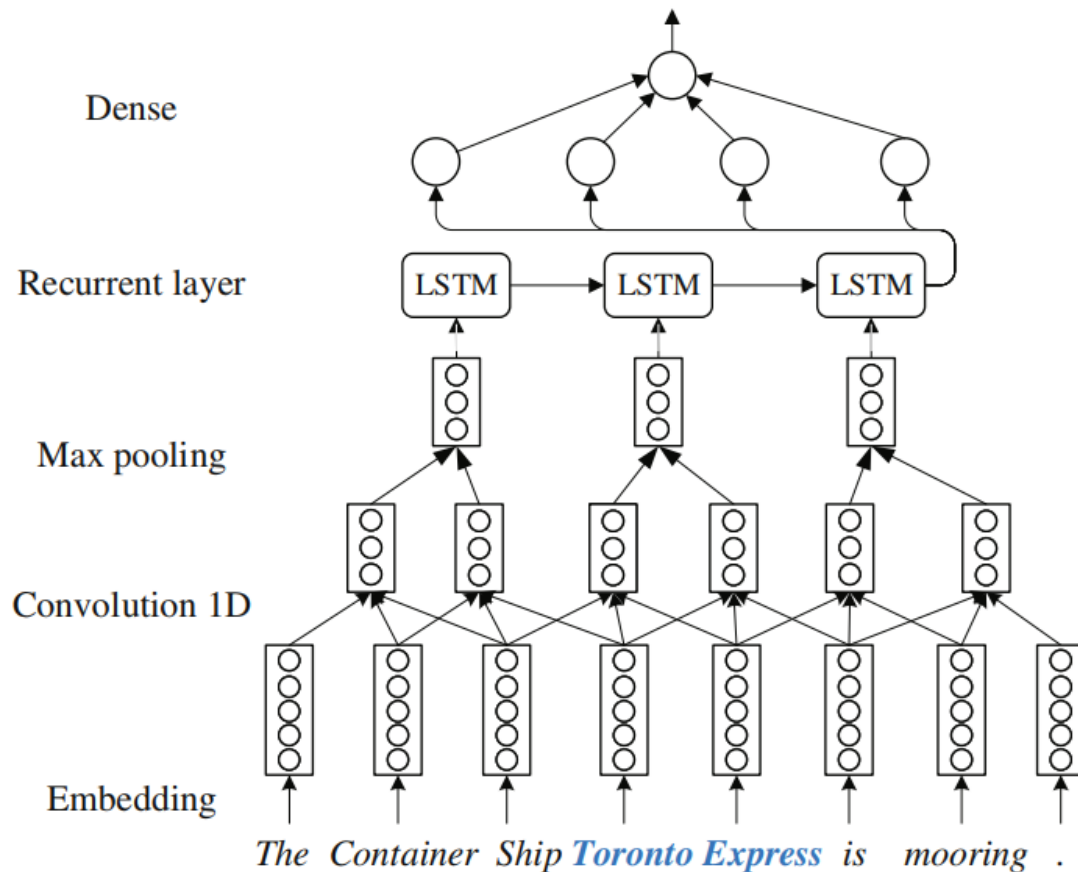 Dense
Recurrent layer
LSTM LSTM LSTM
Max pooling
Convolution 1D
Embedding
The Container Ship Toronto Express is mooring .